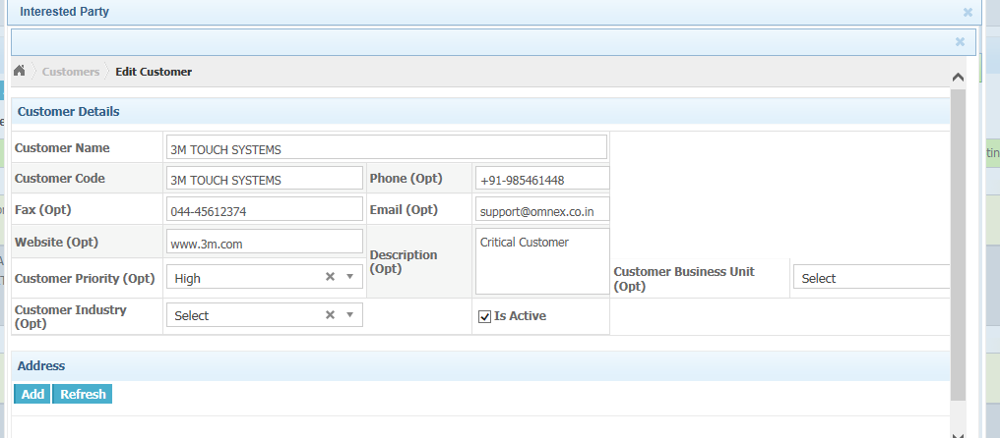 Interested Party
Customers Edit Customer
Customer Details
Customer Name 3M TOUCH SYSTEMS
Customer Code 3M TOUCH SYSTEMS Phone (Opt) +91-985461448
Fax (Opt) 044-45612374 Email (Opt) support@omnex.co.in
Website (Opt) www.3m.com Description (Opt) Critical Customer
Customer Priority (Opt) High Customer Business Unit (Opt) Select
Customer Industry (Opt) Select Is Active
Address
Add Refresh